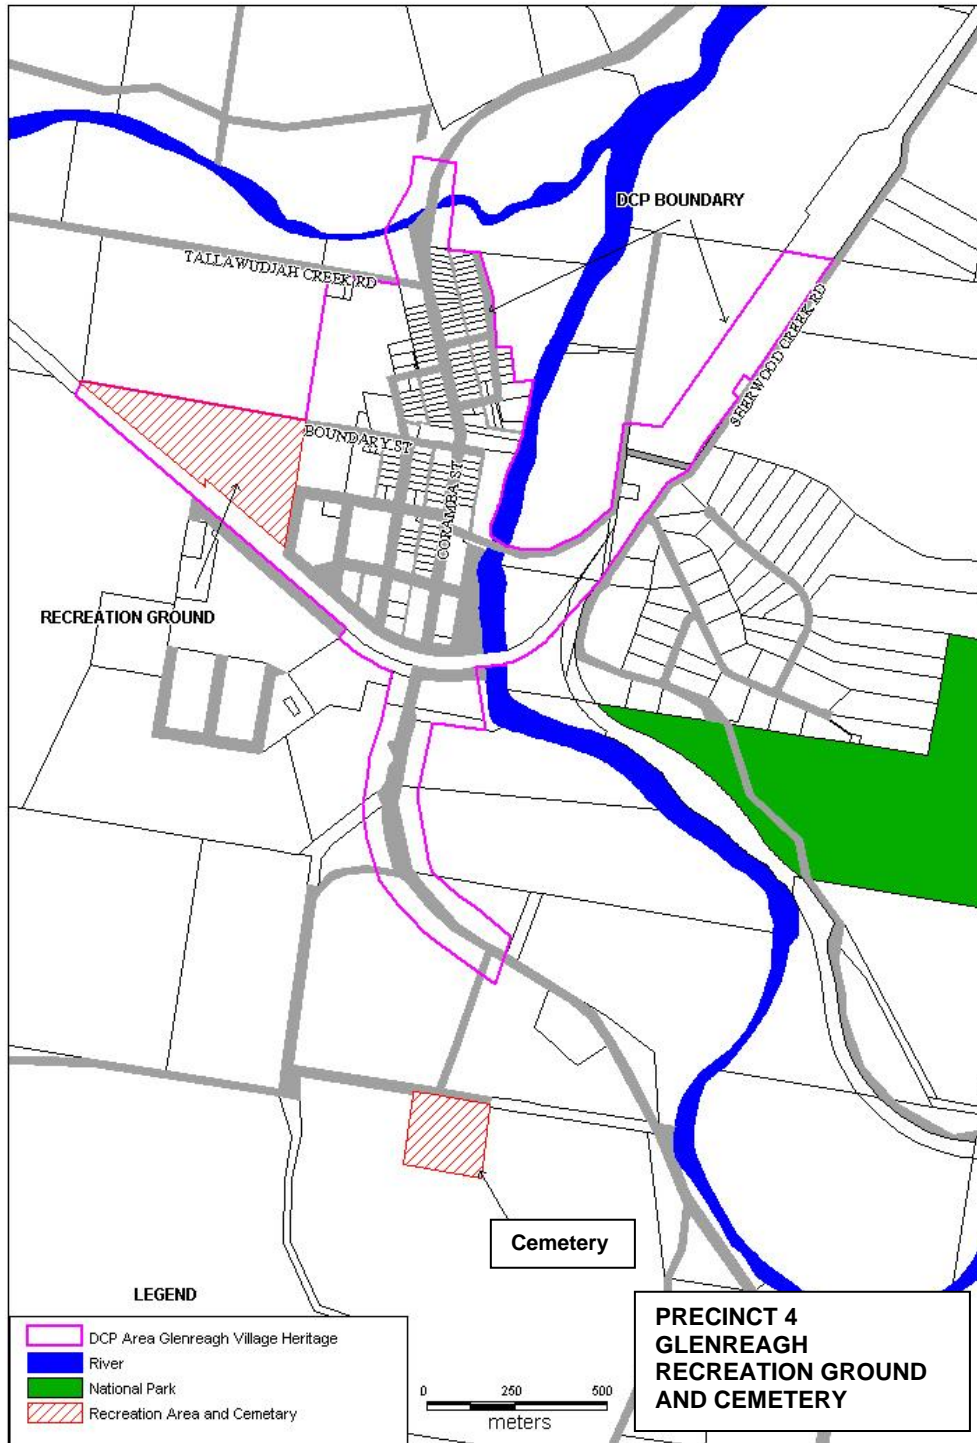 DCP BOUNDARY
TALLAWUDJAH CREEK RD
SHERWOOD CREEK RD
BOUNDARY ST
CORAMBA ST
RECREATION GROUND
Cemetery
LEGEND
DCP Area Glenreagh Village Heritage
River
National Park
Recreation Area and Cemetary
0 250 500
meters
PRECINCT 4
GLENREAGH
RECREATION GROUND
AND CEMETERY